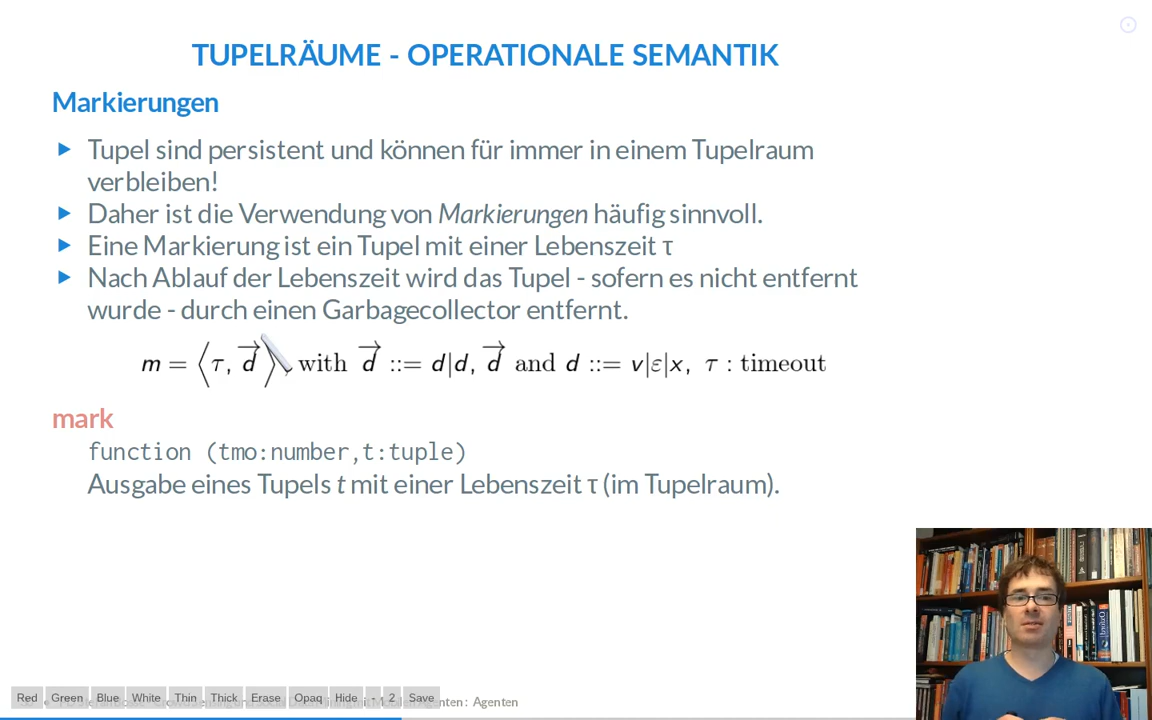 TUPELRÄUME - OPERATIONALE SEMANTIK
Markierungen
Tupel sind persistent und können für immer in einem Tupelraum
verbleiben!
Daher ist die Verwendung von Markierungen häufig sinnvoll.
Eine Markierung ist ein Tupel mit einer Lebenszeit τ
Nach Ablauf der Lebenszeit wird das Tupel - sofern es nicht entfernt
wurde - durch einen Garbagecollector entfernt.
m = ⟨τ, d⃗⟩, with d⃗ ::= d|d, d⃗ and d ::= v|ε|x, τ : timeout
mark
function (tmo:number,t:tuple)
Ausgabe eines Tupels t mit einer Lebenszeit τ (im Tupelraum).
Red Green Blue White Thin Thick Erase Opaq Hide - 2 Save
: Agenten